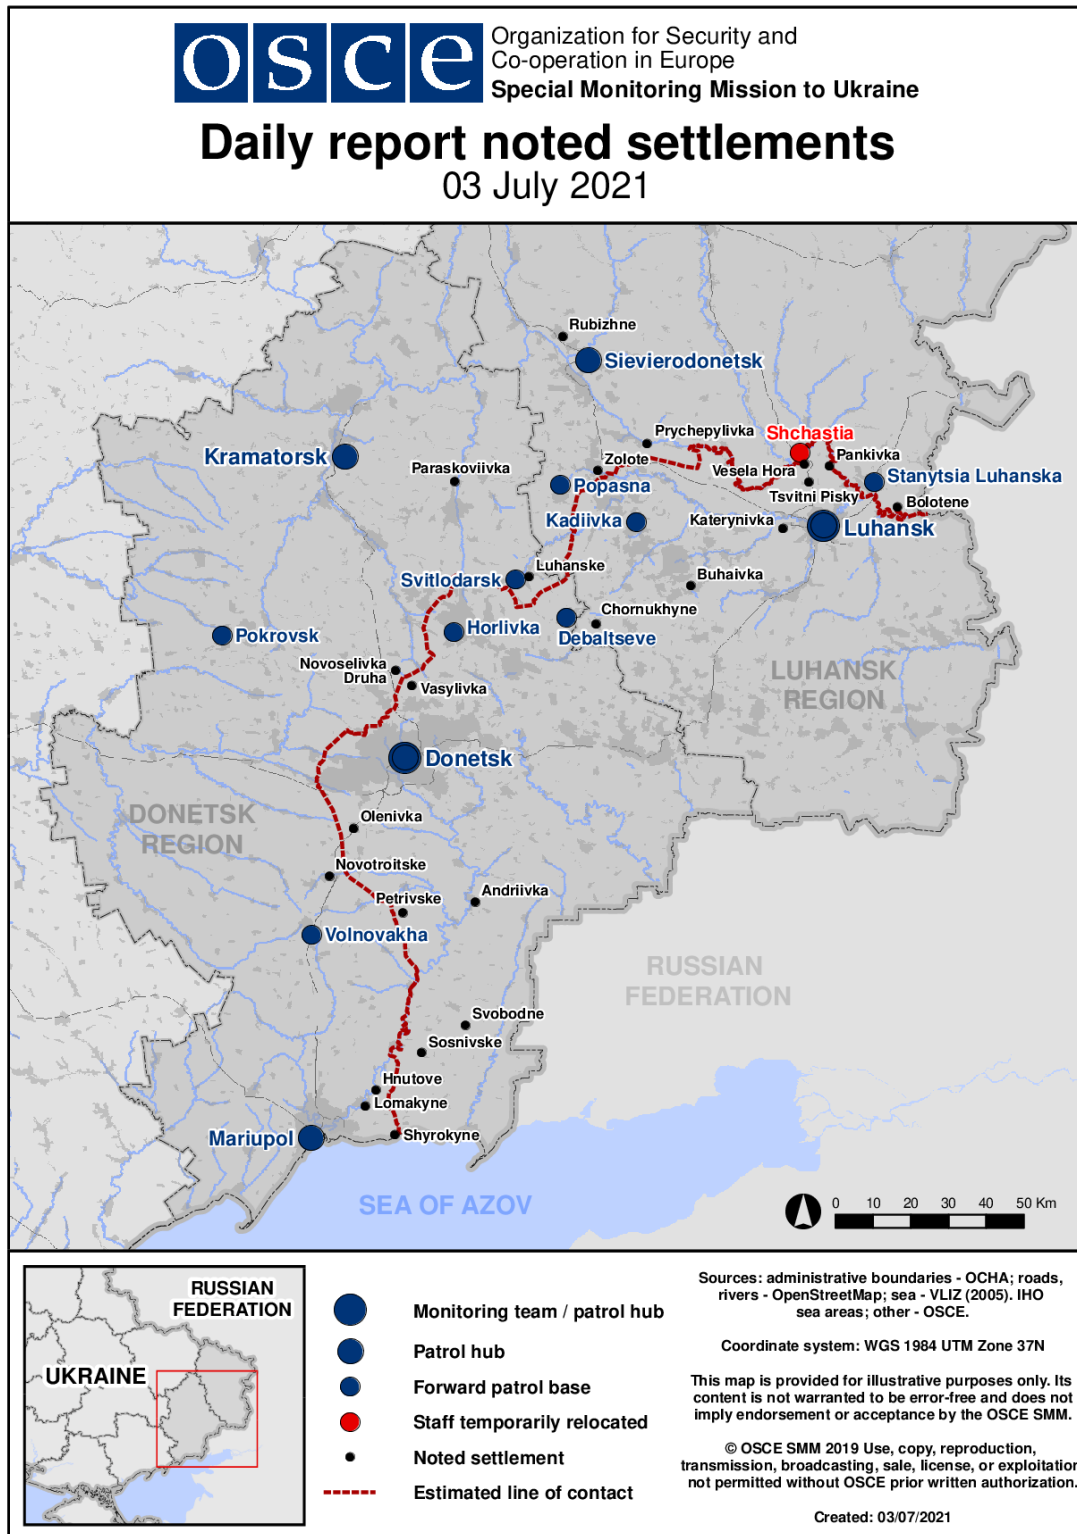 osce
Organization for Security and
Co-operation in Europe
Special Monitoring Mission to Ukraine
Daily report noted settlements
03 July 2021
Rubizhne
Sievierodonetsk
Prychepylivka
Shchastia
Kramatorsk
Paraskoviivka
Zolote
Vesela Hora
Pankivka
Popasna
Tsvitni Pisky
Stanytsia Luhanska
Bolotene
Kadiivka
Katerynivka
Luhansk
Svitlodarsk
Luhanske
Buhaivka
Chornukhyne
Horlivka
Debaltseve
Pokrovsk
Novoselivka
Druha
Vasylivka
LUHANSK
REGION
Donetsk
DONETSK
REGION
Olenivka
Novotroitske
Petrivske
Andriivka
Volnovakha
RUSSIAN
FEDERATION
Svobodne
Sosnivske
Hnutove
Lomakyne
Mariupol
Shyrokyne
SEA OF AZOV
0 10 20 30 40 50 Km
RUSSIAN
FEDERATION
UKRAINE
Monitoring team / patrol hub
Patrol hub
Forward patrol base
Staff temporarily relocated
Noted settlement
Estimated line of contact
Sources: administrative boundaries - OCHA; roads,
rivers - OpenStreetMap; sea - VLIZ (2005). IHO
sea areas; other - OSCE.
Coordinate system: WGS 1984 UTM Zone 37N
This map is provided for illustrative purposes only. Its
content is not warranted to be error-free and does not
imply endorsement or acceptance by the OSCE SMM.
© OSCE SMM 2019 Use, copy, reproduction,
transmission, broadcasting, sale, license, or exploitation
not permitted without OSCE prior written authorization.
Created: 03/07/2021